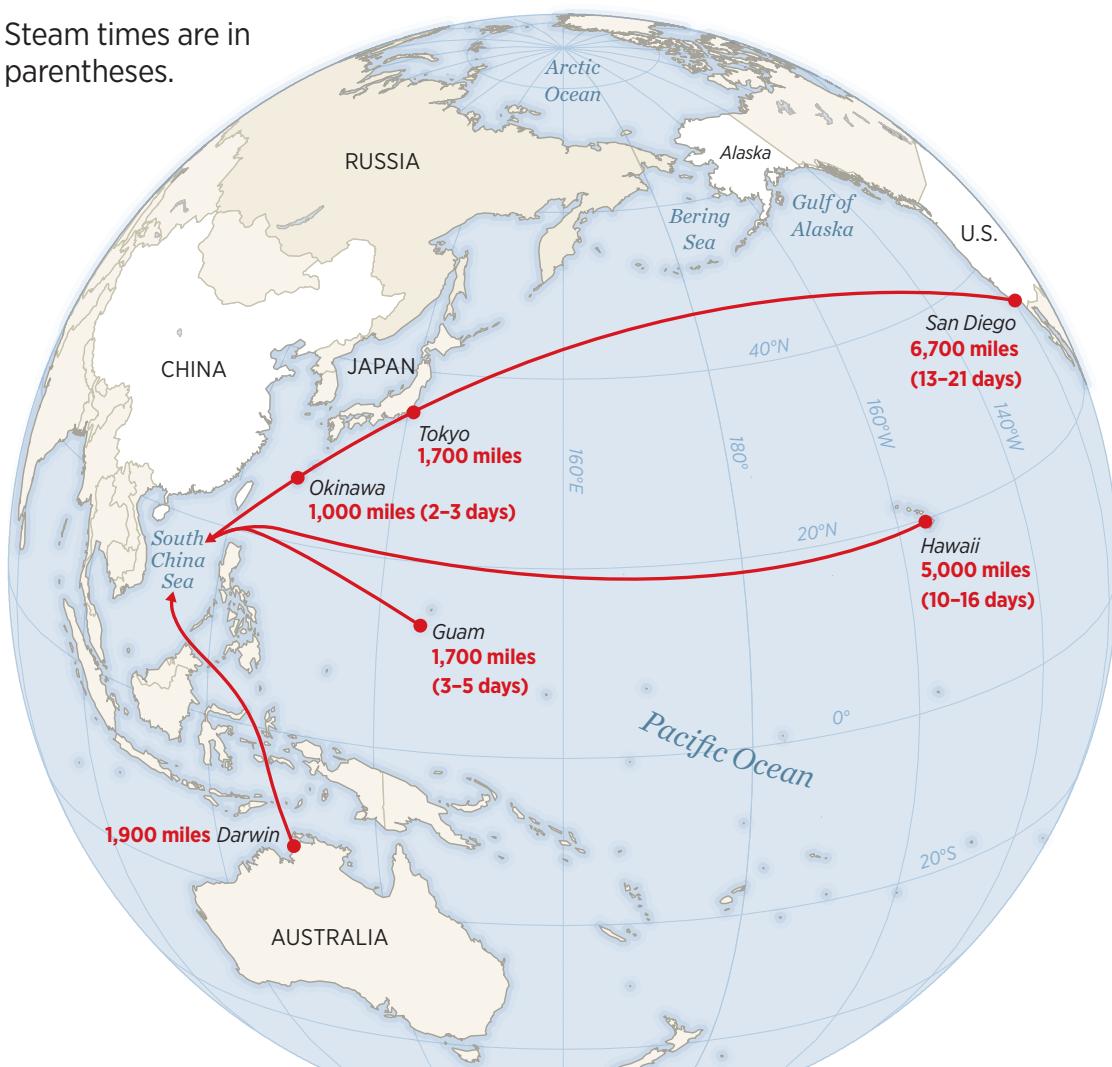 Steam times are in
parentheses.
Arctic
Ocean
RUSSIA
Alaska
Bering
Sea
Gulf of
Alaska
U.S.
San Diego
6,700 miles
(13–21 days)
40°N
CHINA
JAPAN
Tokyo
1,700 miles
160°E
180°
160°W
140°W
Okinawa
1,000 miles (2–3 days)
South
China
Sea
20°N
Hawaii
5,000 miles
(10–16 days)
Guam
1,700 miles
(3–5 days)
0°
Pacific Ocean
1,900 miles Darwin
20°S
AUSTRALIA